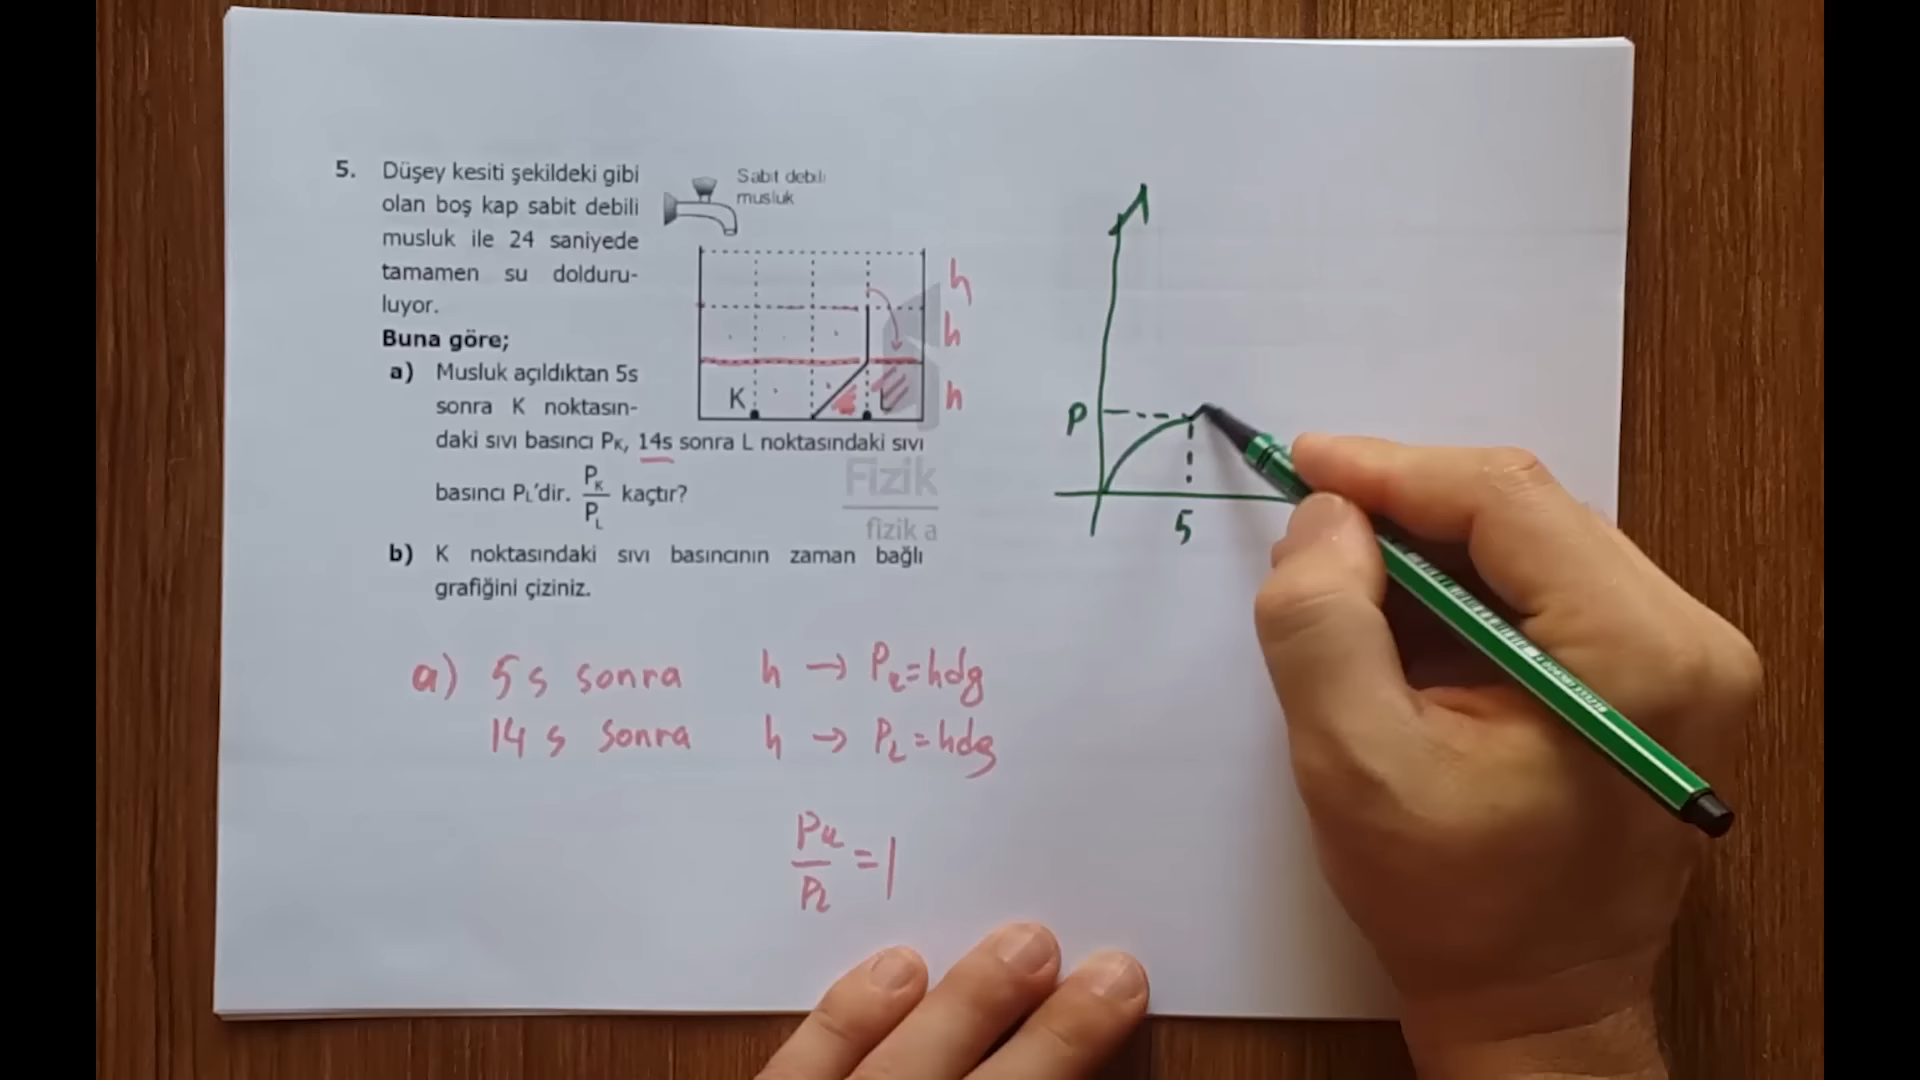 5. Düşey kesiti şekildeki gibi
olan boş kap sabit debili
musluk ile 24 saniyede
tamamen su dolduru-
luyor.
Sabit debili
musluk
h
h
h
K
L
Buna göre;
a) Musluk açıldıktan 5s
sonra K noktasın-
daki sıvı basıncı PK, 14s sonra L noktasındaki sıvı
basıncı PL'dir. PK/PL kaçtır?
Fizik
fizik a
b) K noktasındaki sıvı basıncının zaman bağlı
grafiğini çiziniz.
a) 5 s sonra h → PK=hdg
14 s sonra h → PL=hdg
PK/PL=1
P
5